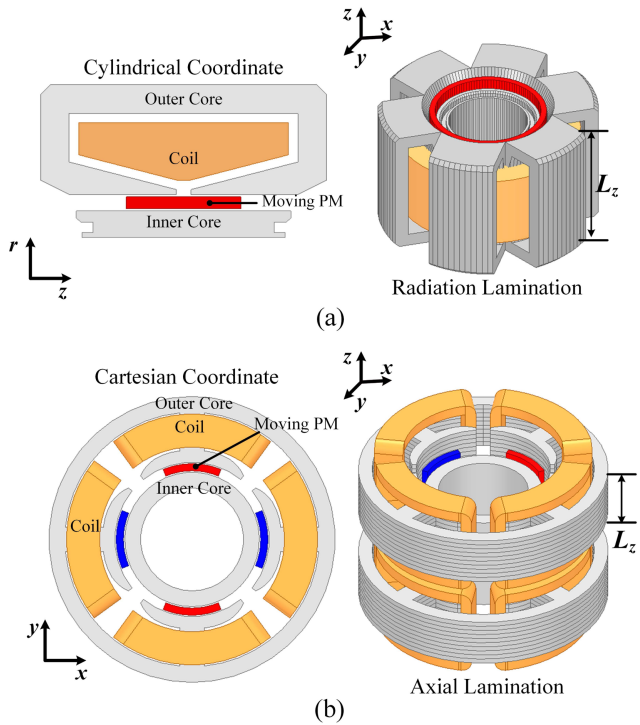 Cylindrical Coordinate
Outer Core
Coil
Moving PM
Inner Core
r
z
z
x
y
L_z
Radiation Lamination
(a)
Cartesian Coordinate
Outer Core
Coil
Moving PM
Inner Core
Coil
y
x
z
x
y
L_z
Axial Lamination
(b)